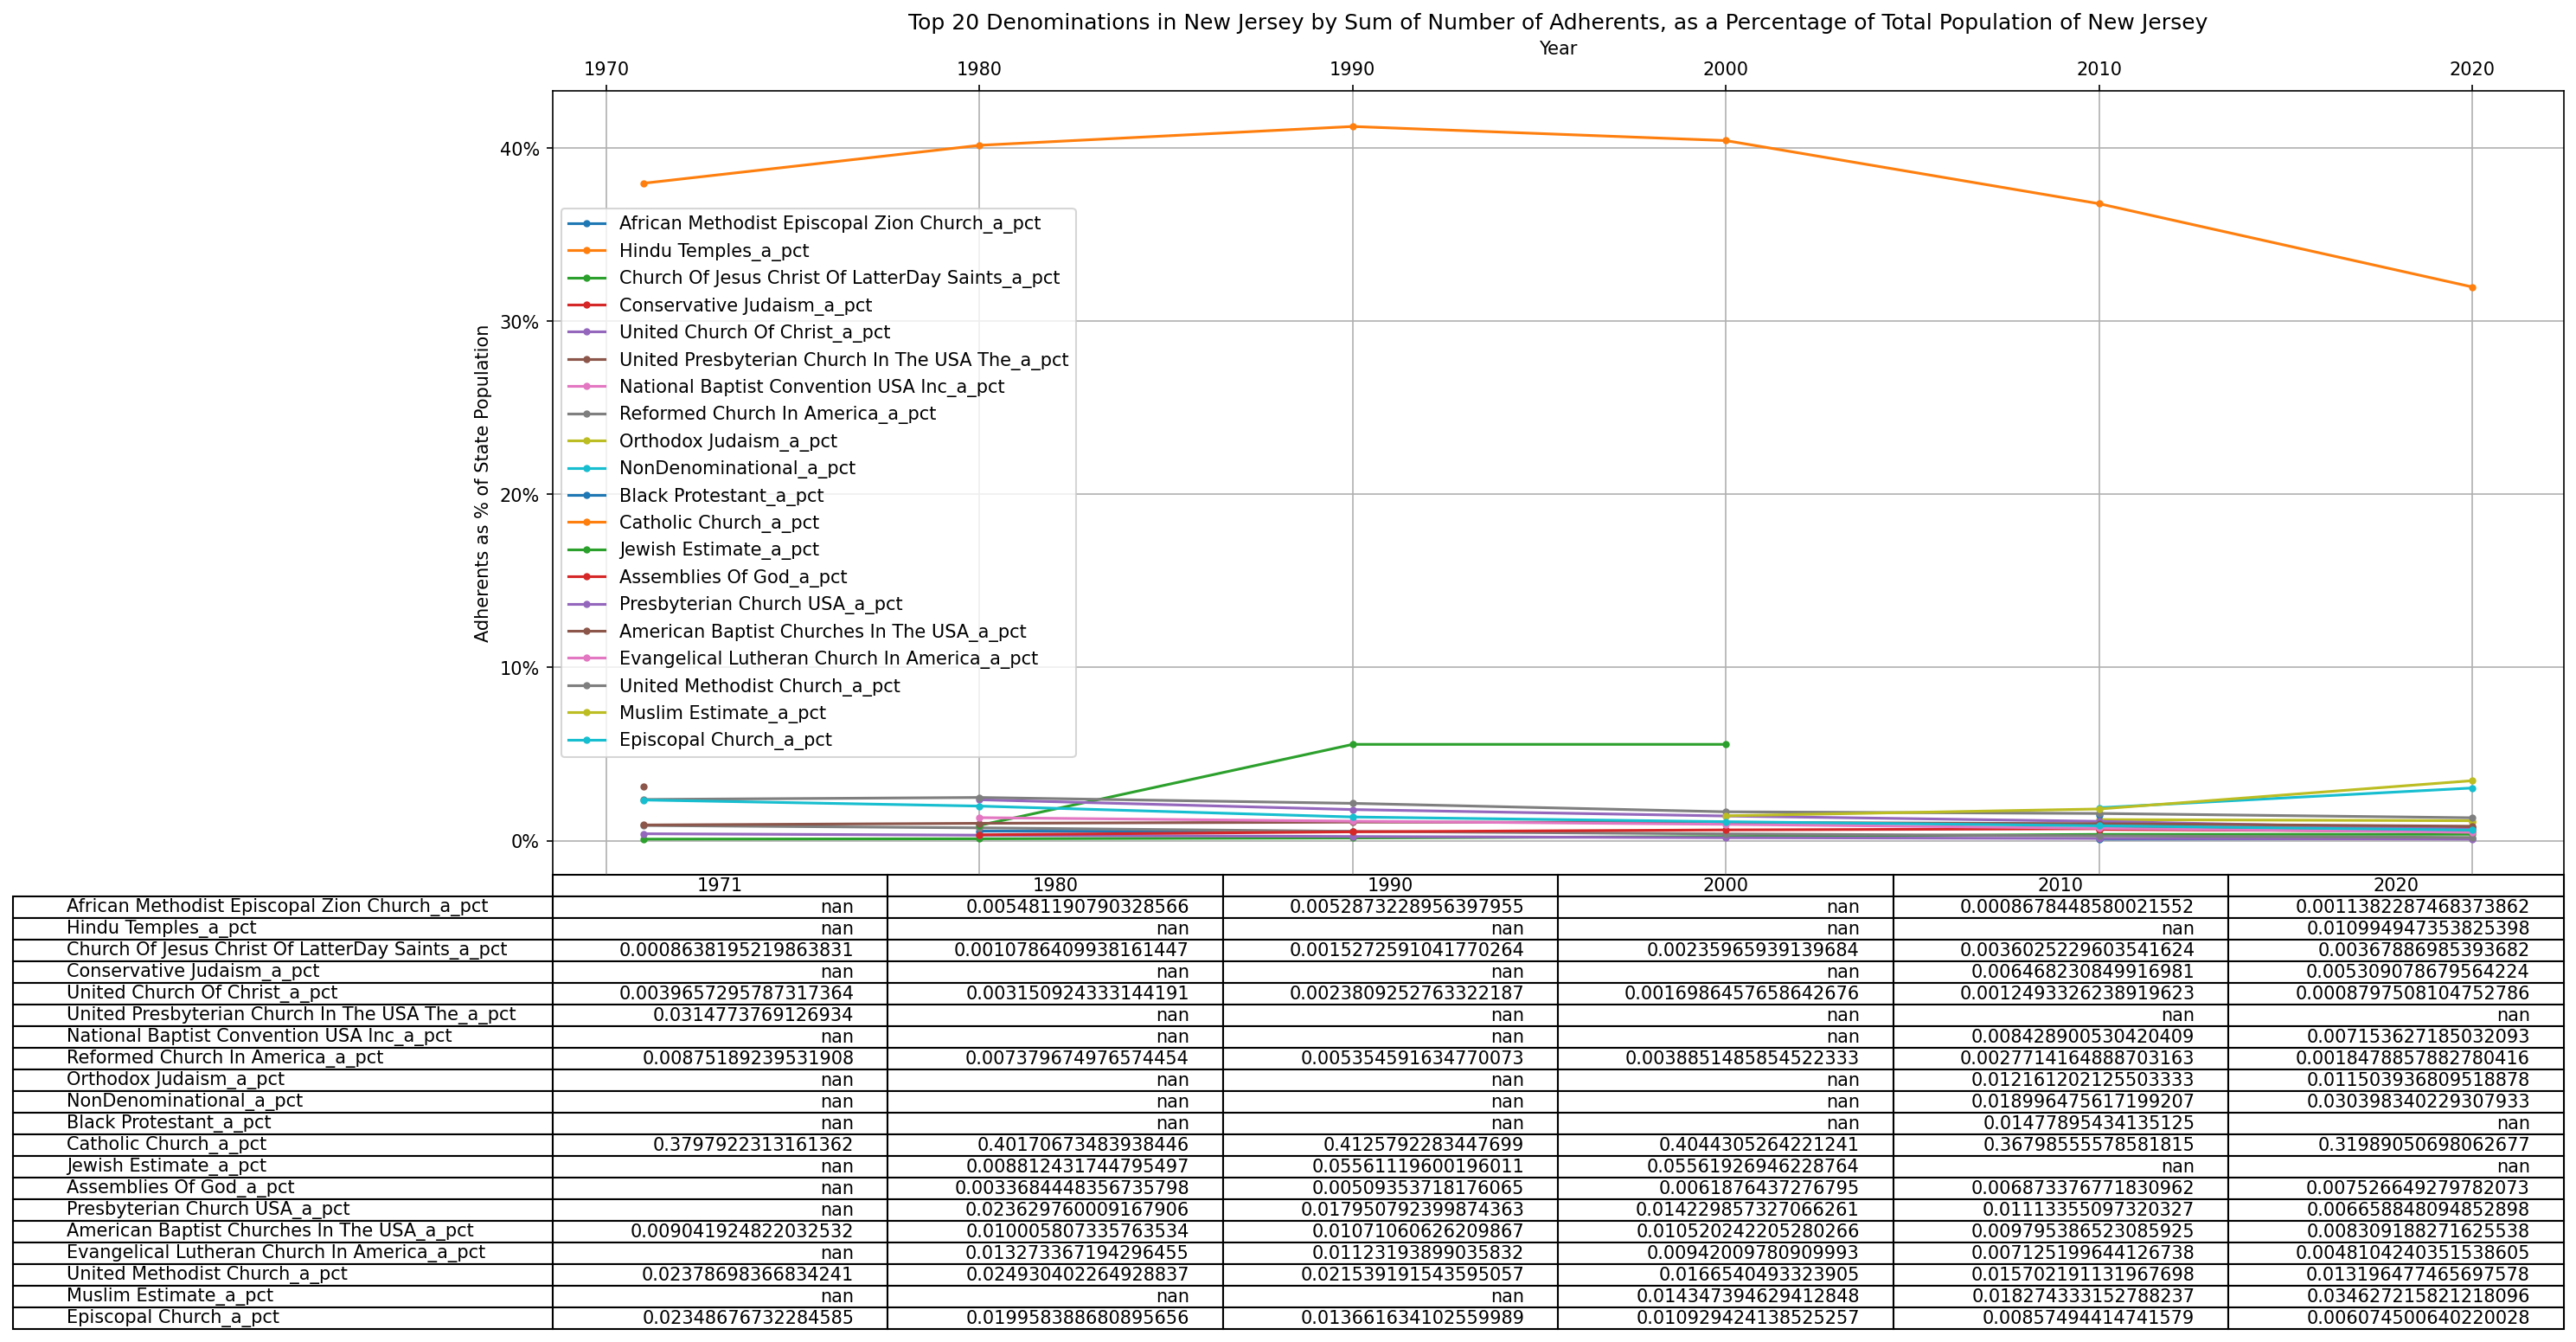 Top 20 Denominations in New Jersey by Sum of Number of Adherents, as a Percentage of Total Population of New Jersey
Year
1970 1980 1990 2000 2010 2020
40%
30%
20%
10%
0%
Adherents as % of State Population
African Methodist Episcopal Zion Church_a_pct
Hindu Temples_a_pct
Church Of Jesus Christ Of LatterDay Saints_a_pct
Conservative Judaism_a_pct
United Church Of Christ_a_pct
United Presbyterian Church In The USA The_a_pct
National Baptist Convention USA Inc_a_pct
Reformed Church In America_a_pct
Orthodox Judaism_a_pct
NonDenominational_a_pct
Black Protestant_a_pct
Catholic Church_a_pct
Jewish Estimate_a_pct
Assemblies Of God_a_pct
Presbyterian Church USA_a_pct
American Baptist Churches In The USA_a_pct
Evangelical Lutheran Church In America_a_pct
United Methodist Church_a_pct
Muslim Estimate_a_pct
Episcopal Church_a_pct
1971 1980 1990 2000 2010 2020
African Methodist Episcopal Zion Church_a_pct nan 0.005481190790328566 0.0052873228956397955 nan 0.0008678448580021552 0.0011382287468373862
Hindu Temples_a_pct nan nan nan nan nan 0.010994947353825398
Church Of Jesus Christ Of LatterDay Saints_a_pct 0.0008638195219863831 0.0010786409938161447 0.0015272591041770264 0.00235965939139684 0.0036025229603541624 0.00367886985393682
Conservative Judaism_a_pct nan nan nan nan 0.006468230849916981 0.005309078679564224
United Church Of Christ_a_pct 0.0039657295787317364 0.003150924333144191 0.0023809252763322187 0.0016986457658642676 0.0012493326238919623 0.0008797508104752786
United Presbyterian Church In The USA The_a_pct 0.0314773769126934 nan nan nan nan nan
National Baptist Convention USA Inc_a_pct nan nan nan nan 0.008428900530420409 0.007153627185032093
Reformed Church In America_a_pct 0.00875189239531908 0.007379674976574454 0.005354591634770073 0.0038851485854522333 0.0027714164888703163 0.0018478857882780416
Orthodox Judaism_a_pct nan nan nan nan 0.012161202125503333 0.011503936809518878
NonDenominational_a_pct nan nan nan nan 0.018996475617199207 0.030398340229307933
Black Protestant_a_pct nan nan nan nan 0.01477895434135125 nan
Catholic Church_a_pct 0.37979223131​61362 0.40170673483938446 0.4125792283447699 0.4044305264221241 0.36798555578581815 0.31989050698062677
Jewish Estimate_a_pct nan 0.008812431744795497 0.05561119600196011 0.05561926946228764 nan nan
Assemblies Of God_a_pct nan 0.0033684448356735798 0.00509353718176065 0.0061876437276795 0.006873376771830962 0.007526649279782073
Presbyterian Church USA_a_pct nan 0.023629760009167906 0.017950792399874363 0.014229857327066261 0.01113355097320327 0.006658848094852898
American Baptist Churches In The USA_a_pct 0.009041924822032532 0.010005807335763534 0.01071060626209867 0.010520242205280266 0.009795386523085925 0.008309188271625538
Evangelical Lutheran Church In America_a_pct nan 0.013273367194296455 0.01123193899035832 0.00942009780909993 0.007125199644126738 0.0048104240351538605
United Methodist Church_a_pct 0.02378698366834241 0.024930402264928837 0.021539191543595057 0.0166540493323905 0.015702191131967698 0.013196477465697578
Muslim Estimate_a_pct nan nan nan 0.014347394629412848 0.018274333152788237 0.034627215821218096
Episcopal Church_a_pct 0.02348676732284585 0.019958388680895656 0.013661634102559989 0.010929424138525257 0.00857494414741579 0.006074500640220028